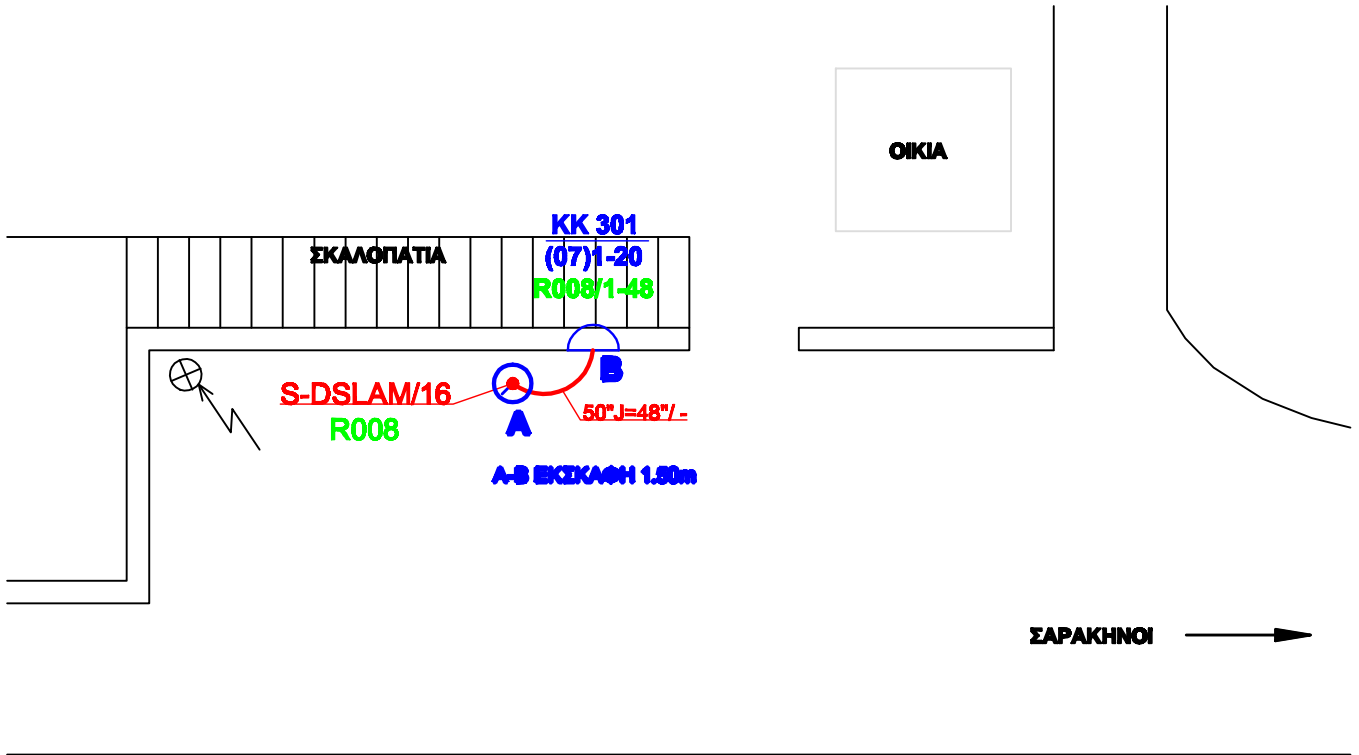 ΟΙΚΙΑ
KK 301
ΣΚΑΛΟΠΑΤΙΑ
(07)1-20
R008/1-48
B
S-DSLAM/16
50"J=48"/ -
R008
A
A-B ΕΚΣΚΑΦΗ 1.50m
ΣΑΡΑΚΗΝΟΙ